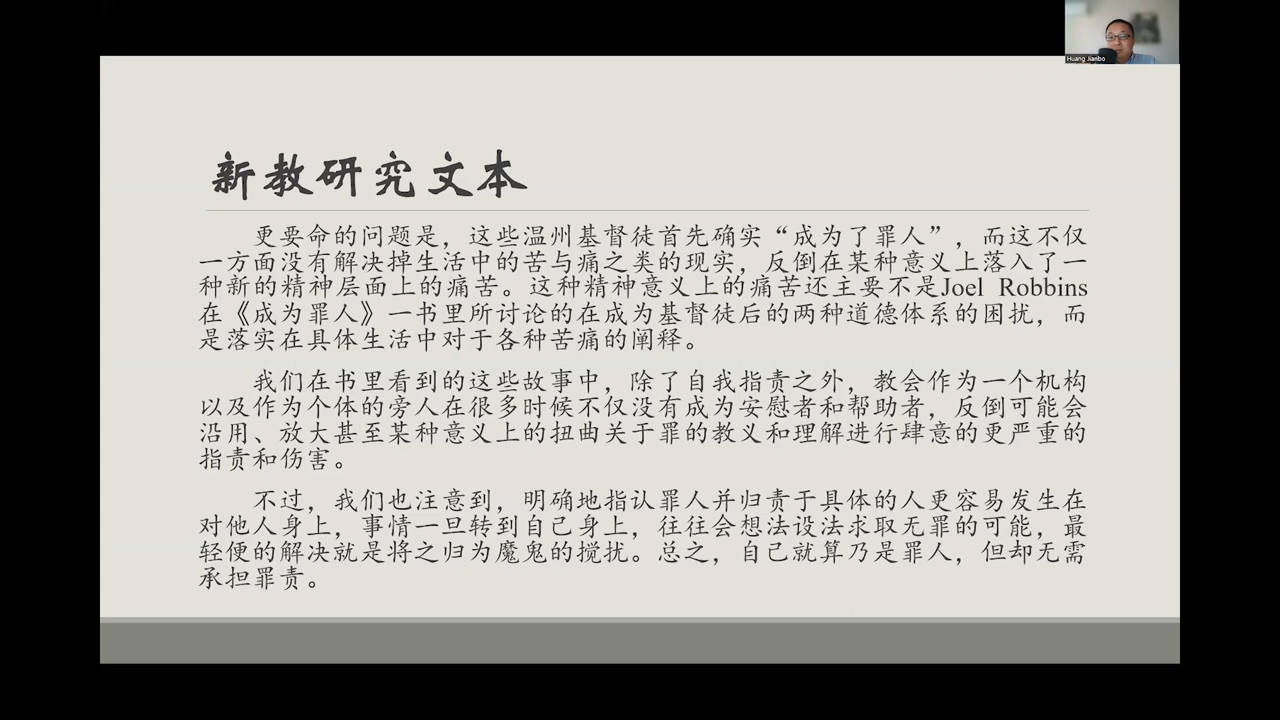 Huang Jianbo
新教研究文本
更要命的问题是，这些温州基督徒首先确实“成为了罪人”，而这不仅
一方面没有解决掉生活中的苦与痛之类的现实，反倒在某种意义上落入了一
种新的精神层面上的痛苦。这种精神意义上的痛苦还主要不是Joel Robbins
在《成为罪人》一书里所讨论的在成为基督徒后的两种道德体系的困扰，而
是落实在具体生活中对于各种苦痛的阐释。
我们在书里看到的这些故事中，除了自我指责之外，教会作为一个机构
以及作为个体的旁人在很多时候不仅没有成为安慰者和帮助者，反倒可能会
沿用、放大甚至某种意义上的扭曲关于罪的教义和理解进行肆意的更严重的
指责和伤害。
不过，我们也注意到，明确地指认罪人并归责于具体的人更容易发生在
对他人身上，事情一旦转到自己身上，往往会想法设法求取无罪的可能，最
轻便的解决就是将之归为魔鬼的搅扰。总之，自己就算乃是罪人，但却无需
承担罪责。